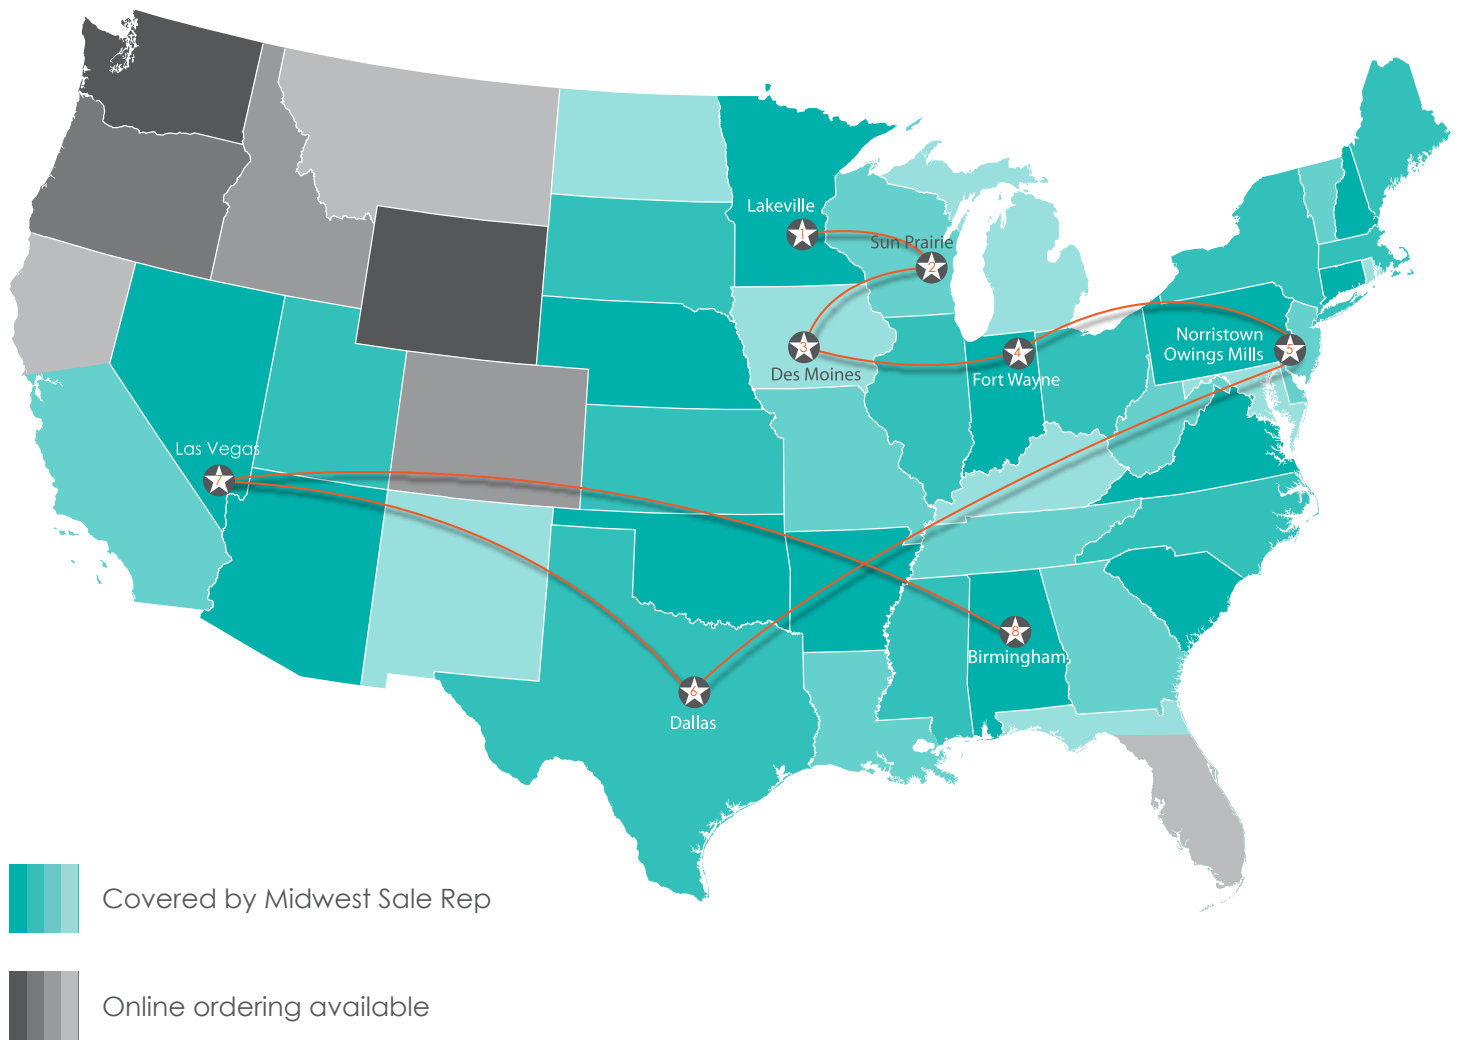 Lakeville
1
Sun Prairie
2
3
Des Moines
4
Fort Wayne
Norristown
Owings Mills
5
Las Vegas
7
6
Dallas
8
Birmingham
Covered by Midwest Sale Rep
Online ordering available